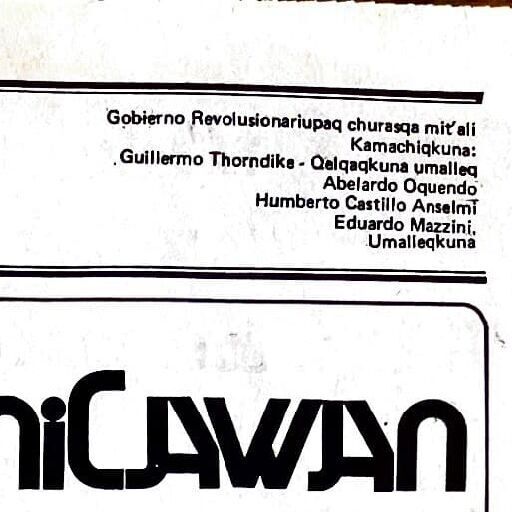 Gobierno Revolusionariupaq churasqa mit'ali
Kamachiqkuna:
Guillermo Thorndike - Qelqaqkuna umalleq
Abelardo Oquendo
Humberto Castillo Anselmi
Eduardo Mazzini.
Umalleqkuna
niCAWAN